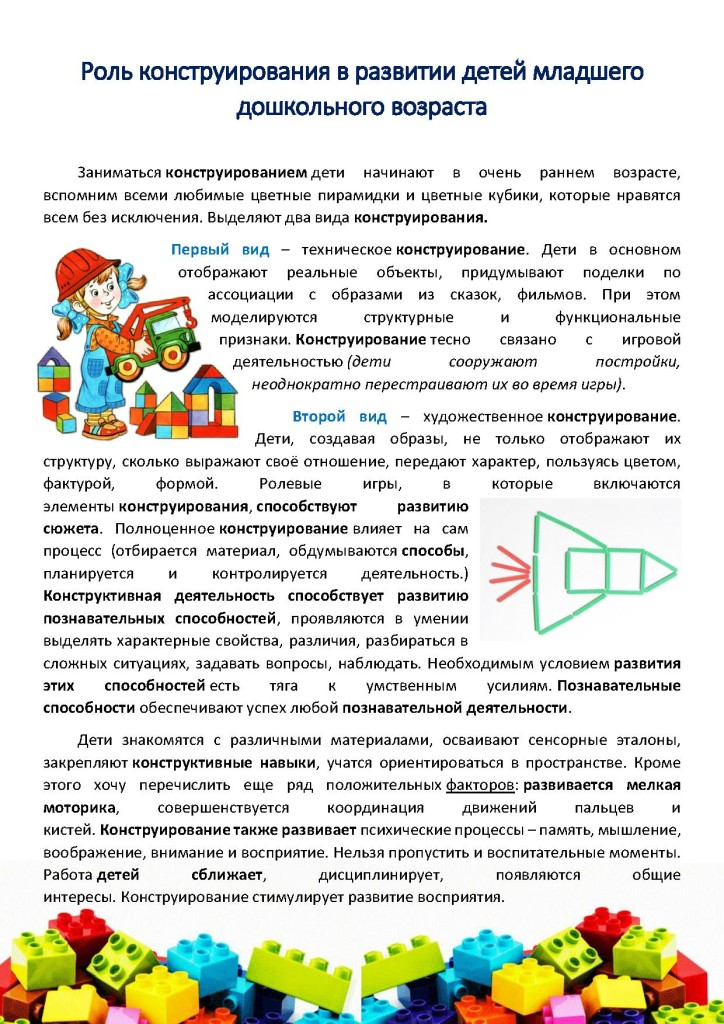 Роль конструирования в развитии детей младшего
дошкольного возраста
Заниматься конструированием дети начинают в очень раннем возрасте,
вспомним всеми любимые цветные пирамидки и цветные кубики, которые нравятся
всем без исключения. Выделяют два вида конструирования.
Первый вид – техническое конструирование. Дети в основном
отображают реальные объекты, придумывают поделки по
ассоциации с образами из сказок, фильмов. При этом
моделируются структурные и функциональные
признаки. Конструирование тесно связано с игровой
деятельностью (дети сооружают постройки,
неоднократно перестраивают их во время игры).
Второй вид – художественное конструирование.
Дети, создавая образы, не только отображают их
структуру, сколько выражают своё отношение, передают характер, пользуясь цветом,
фактурой, формой. Ролевые игры, в которые включаются
элементы конструирования, способствуют развитию
сюжета. Полноценное конструирование влияет на сам
процесс (отбирается материал, обдумываются способы,
планируется и контролируется деятельность.)
Конструктивная деятельность способствует развитию
познавательных способностей, проявляются в умении
выделять характерные свойства, различия, разбираться в
сложных ситуациях, задавать вопросы, наблюдать. Необходимым условием развития
этих способностей есть тяга к умственным усилиям. Познавательные
способности обеспечивают успех любой познавательной деятельности.
Дети знакомятся с различными материалами, осваивают сенсорные эталоны,
закрепляют конструктивные навыки, учатся ориентироваться в пространстве. Кроме
этого хочу перечислить еще ряд положительных факторов: развивается мелкая
моторика, совершенствуется координация движений пальцев и
кистей. Конструирование также развивает психические процессы – память, мышление,
воображение, внимание и восприятие. Нельзя пропустить и воспитательные моменты.
Работа детей сближает, дисциплинирует, появляются общие
интересы. Конструирование стимулирует развитие восприятия.